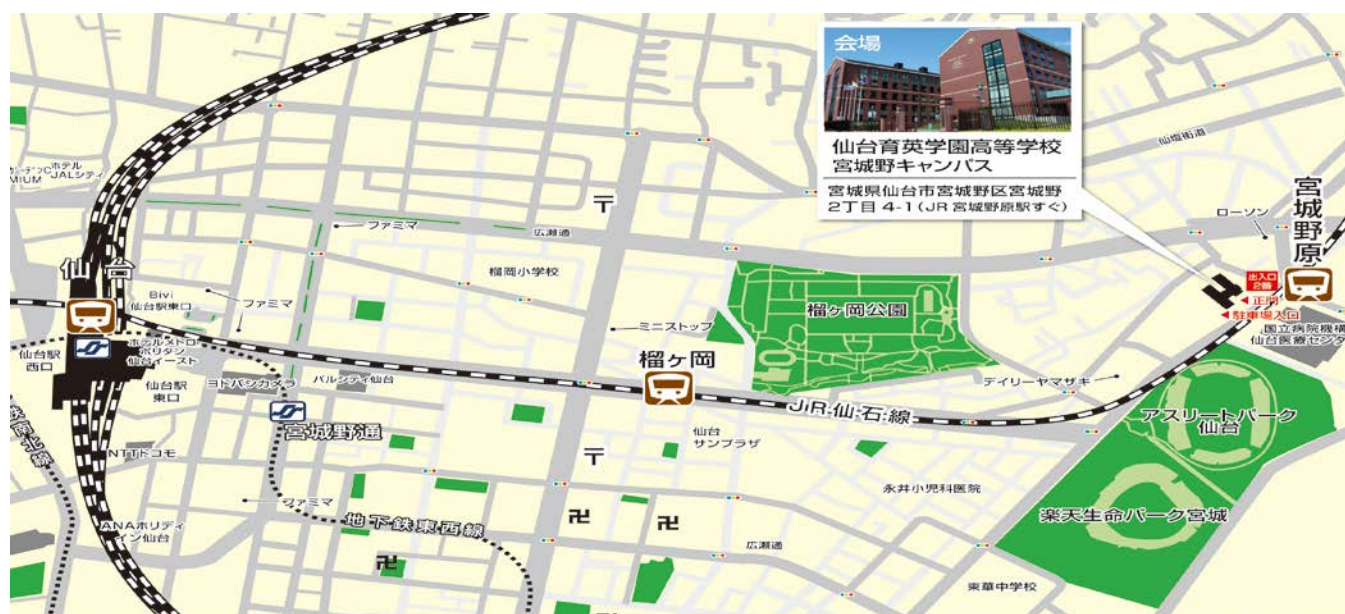 会場
仙台育英学園高等学校
宮城野キャンパス
宮城県仙台市宮城野区宮城野
2丁目 4-1(JR 宮城野原駅すぐ)
仙塩街道
宮城野原
ローソン
出入口
2番
◀ 正門
◀ 駐車場入口
国立病院機構
仙台医療センタ
ホテル
JALシティ
MIUM
〒
ファミマ
広瀬通
榴岡小学校
仙台
Bivi
仙台駅東口
ファミマ
ミニストップ
榴ヶ岡公園
ホテルメトロ
ポリタン
仙台イースト
仙台駅
西口
仙台駅
東口
ヨドバシカメラ
パルシティ仙台
榴ヶ岡
JR仙石線
デイリーヤマザキ
アスリートパーク
仙台
宮城野通
仙台
サンプラザ
鉄南北線
NTTドコモ
〒
永井小児科医院
ファミマ
地下鉄東西線
卍
卍
楽天生命パーク宮城
ANAホリデイ
イン仙台
広瀬通
卍
東華中学校